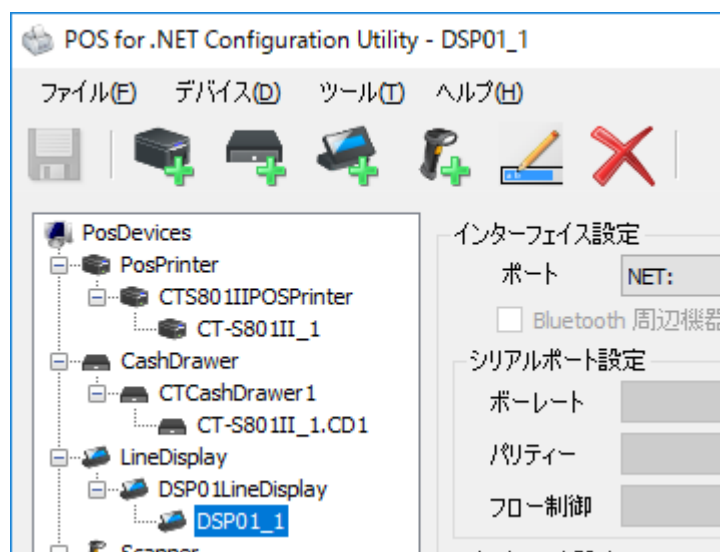 POS for .NET Configuration Utility - DSP01_1
ファイル(F) デバイス(D) ツール(T) ヘルプ(H)
PosDevices
PosPrinter
CTS801IIPOSPrinter
CT-S801II_1
CashDrawer
CTCashDrawer1
CT-S801II_1.CD1
LineDisplay
DSP01LineDisplay
DSP01_1
Scanner
インターフェイス設定
ポート NET:
Bluetooth 周辺機器
シリアルポート設定
ボーレート
パリティー
フロー制御